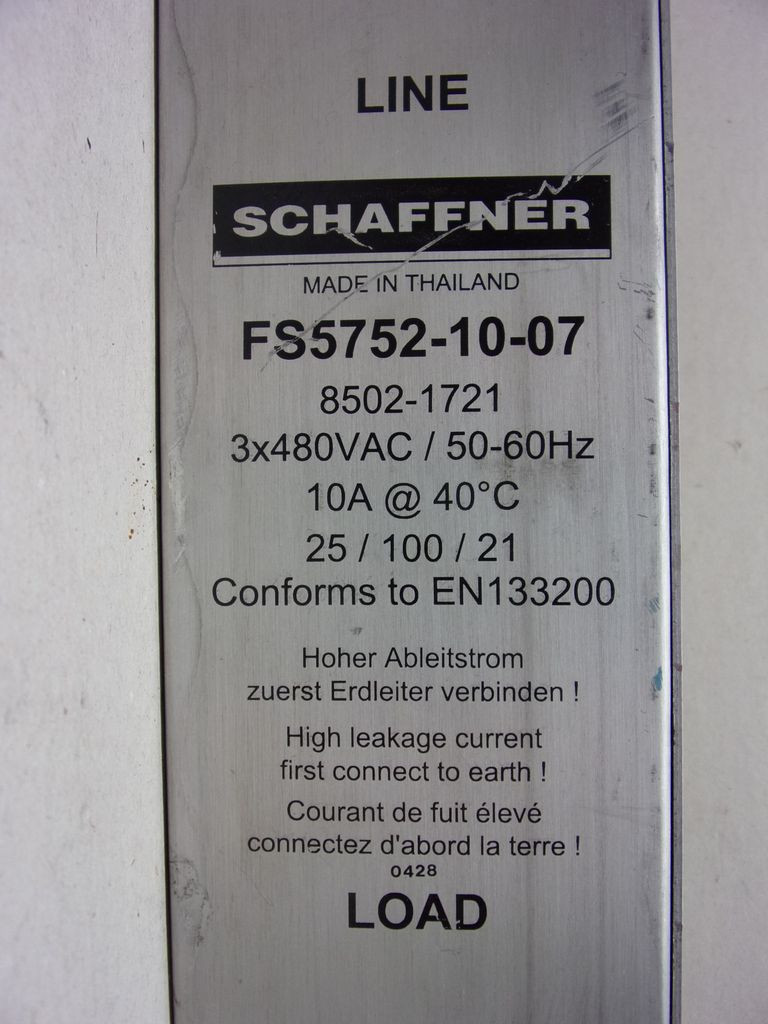 LINE
SCHAFFNER
MADE IN THAILAND
FS5752-10-07
8502-1721
3x480VAC / 50-60Hz
10A @ 40°C
25 / 100 / 21
Conforms to EN133200
Hoher Ableitstrom
zuerst Erdleiter verbinden !
High leakage current
first connect to earth !
Courant de fuit élevé
connectez d'abord la terre !
0428
LOAD